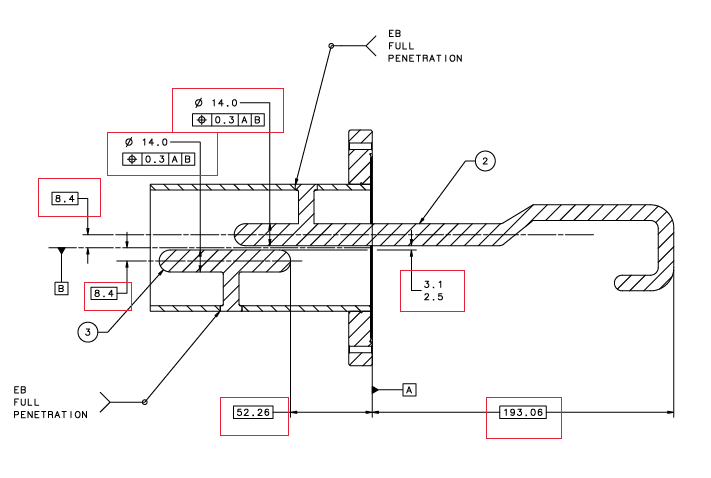 EB
FULL
PENETRATION
Ø 14.0
⌖ 0.3 A B
Ø 14.0
⌖ 0.3 A B
2
8.4
B
8.4
3.1
2.5
3
A
EB
FULL
PENETRATION
52.26
193.06